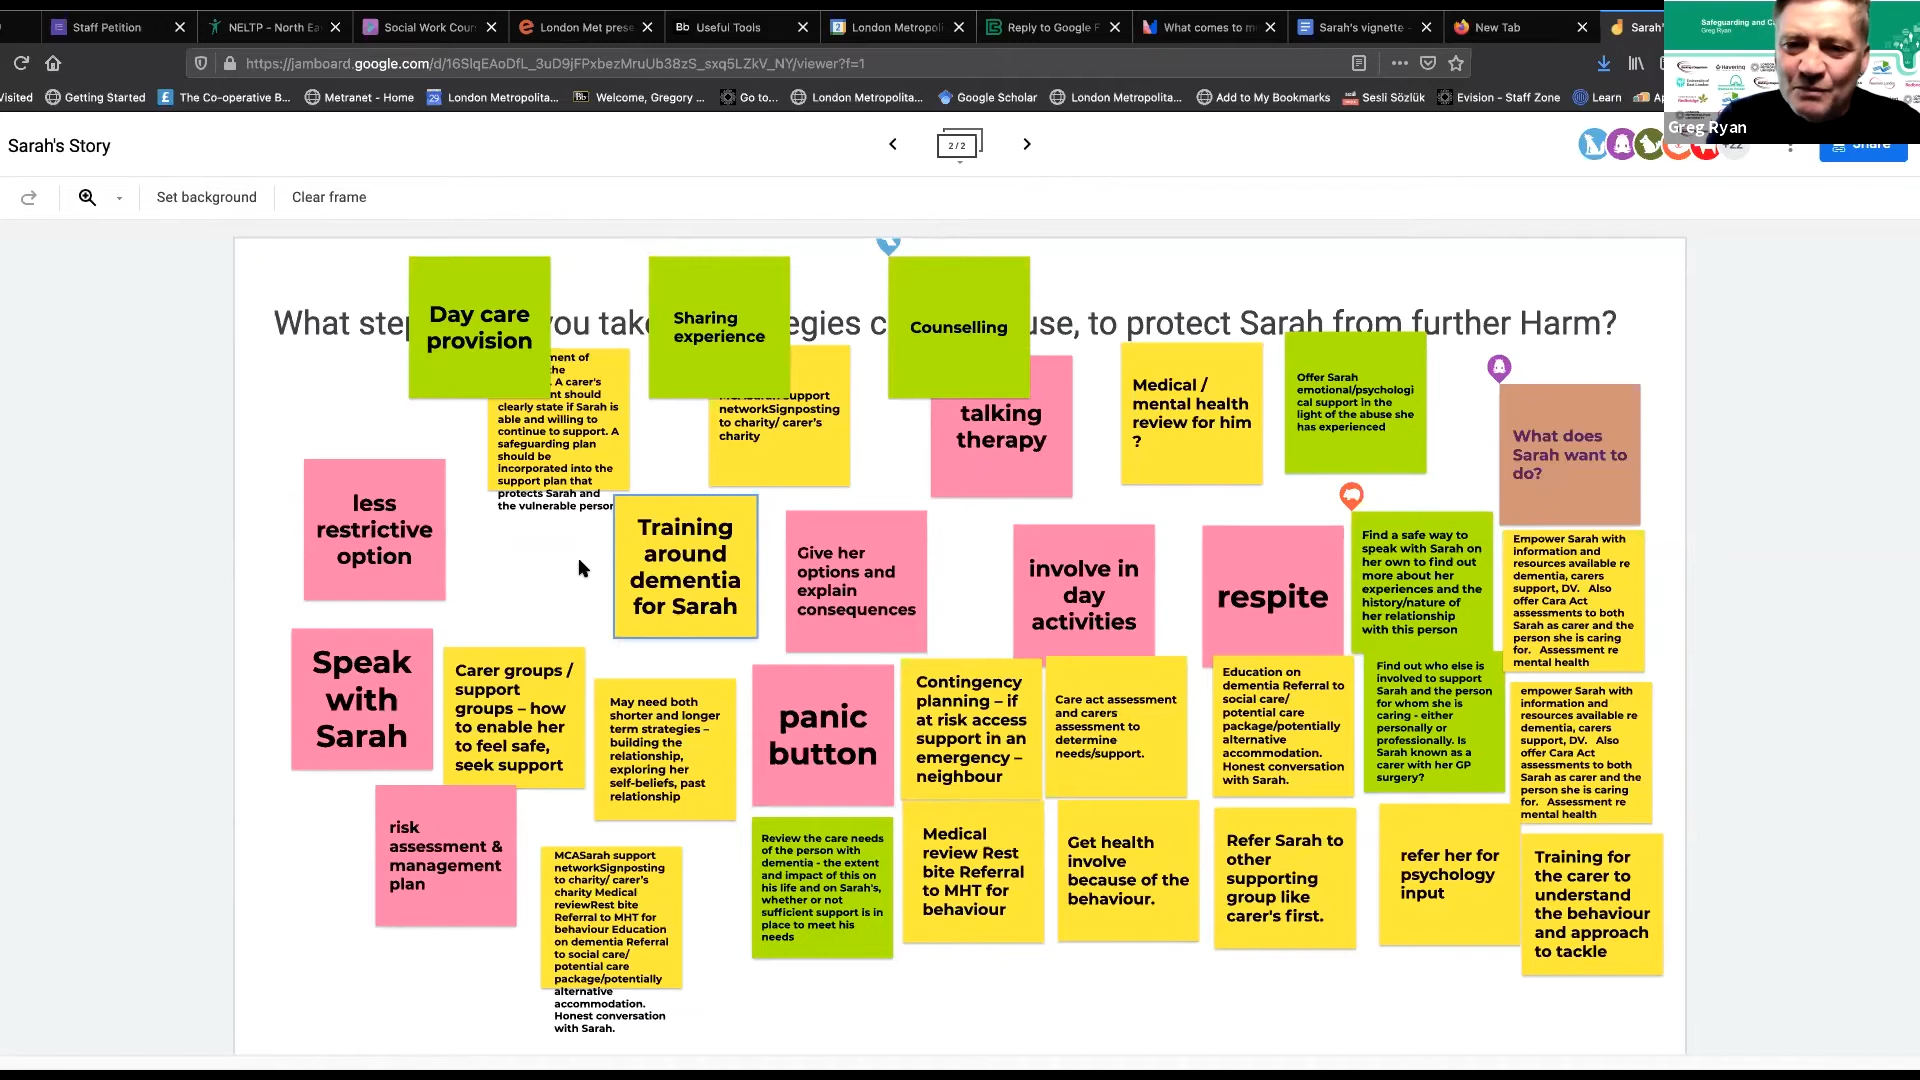 Staff Petition
NELTP - North Ea
Social Work Cour
London Met prese
Bb Useful Tools
London Metropoli
Reply to Google F
What comes to m
Sarah's vignette -
New Tab
Sarah'
https://jamboard.google.com/d/16SlqEAoDfL_3uD9jFPxbezMruUb38zS_sxq5LZkV_NY/viewer?f=1
Visited
Getting Started
The Co-operative B...
Metranet - Home
London Metropolita...
Welcome, Gregory ...
Go to...
London Metropolita...
Google Scholar
London Metropolita...
Add to My Bookmarks
Sesli Sözlük
Evision - Staff Zone
Learn
Ap
Safeguarding and C
Greg Ryan
Greg Ryan
Sarah's Story
2 / 2
+22
Share
Set background
Clear frame
What step
you take
egies c
use, to protect Sarah from further Harm?
Day care
provision
Sharing
experience
Counselling
ment of
the
. A carer's
nt should
clearly state if Sarah is
able and willing to
continue to support. A
safeguarding plan
should be
incorporated into the
support plan that
protects Sarah and
the vulnerable person
MCASarah support
networkSignposting
to charity/ carer's
charity
talking
therapy
Medical /
mental health
review for him
?
Offer Sarah
emotional/psychologi
cal support in the
light of the abuse she
has experienced
What does
Sarah want to
do?
less
restrictive
option
Training
around
dementia
for Sarah
Give her
options and
explain
consequences
involve in
day
activities
respite
Find a safe way to
speak with Sarah on
her own to find out
more about her
experiences and the
history/nature of
her relationship
with this person
Empower Sarah with
information and
resources available re
dementia, carers
support, DV. Also
offer Cara Act
assessments to both
Sarah as carer and the
person she is caring
for. Assessment re
mental health
Speak
with
Sarah
Carer groups /
support
groups – how
to enable her
to feel safe,
seek support
May need both
shorter and longer
term strategies –
building the
relationship,
exploring her
self-beliefs, past
relationship
panic
button
Contingency
planning – if
at risk access
support in an
emergency –
neighbour
Care act assessment
and carers
assessment to
determine
needs/support.
Education on
dementia Referral to
social care/
potential care
package/potentially
alternative
accommodation.
Honest conversation
with Sarah.
Find out who else is
involved to support
Sarah and the person
for whom she is
caring - either
personally or
professionally. Is
Sarah known as a
carer with her GP
surgery?
empower Sarah with
information and
resources available re
dementia, carers
support, DV. Also
offer Cara Act
assessments to both
Sarah as carer and the
person she is caring
for. Assessment re
mental health
risk
assessment &
management
plan
MCASarah support
networkSignposting
to charity/ carer's
charity Medical
reviewRest bite
Referral to MHT for
behaviour Education
on dementia Referral
to social care/
potential care
package/potentially
alternative
accommodation.
Honest conversation
with Sarah.
Review the care needs
of the person with
dementia - the extent
and impact of this on
his life and on Sarah's,
whether or not
sufficient support is in
place to meet his
needs
Medical
review Rest
bite Referral
to MHT for
behaviour
Get health
involve
because of the
behaviour.
Refer Sarah to
other
supporting
group like
carer's first.
refer her for
psychology
input
Training for
the carer to
understand
the behaviour
and approach
to tackle